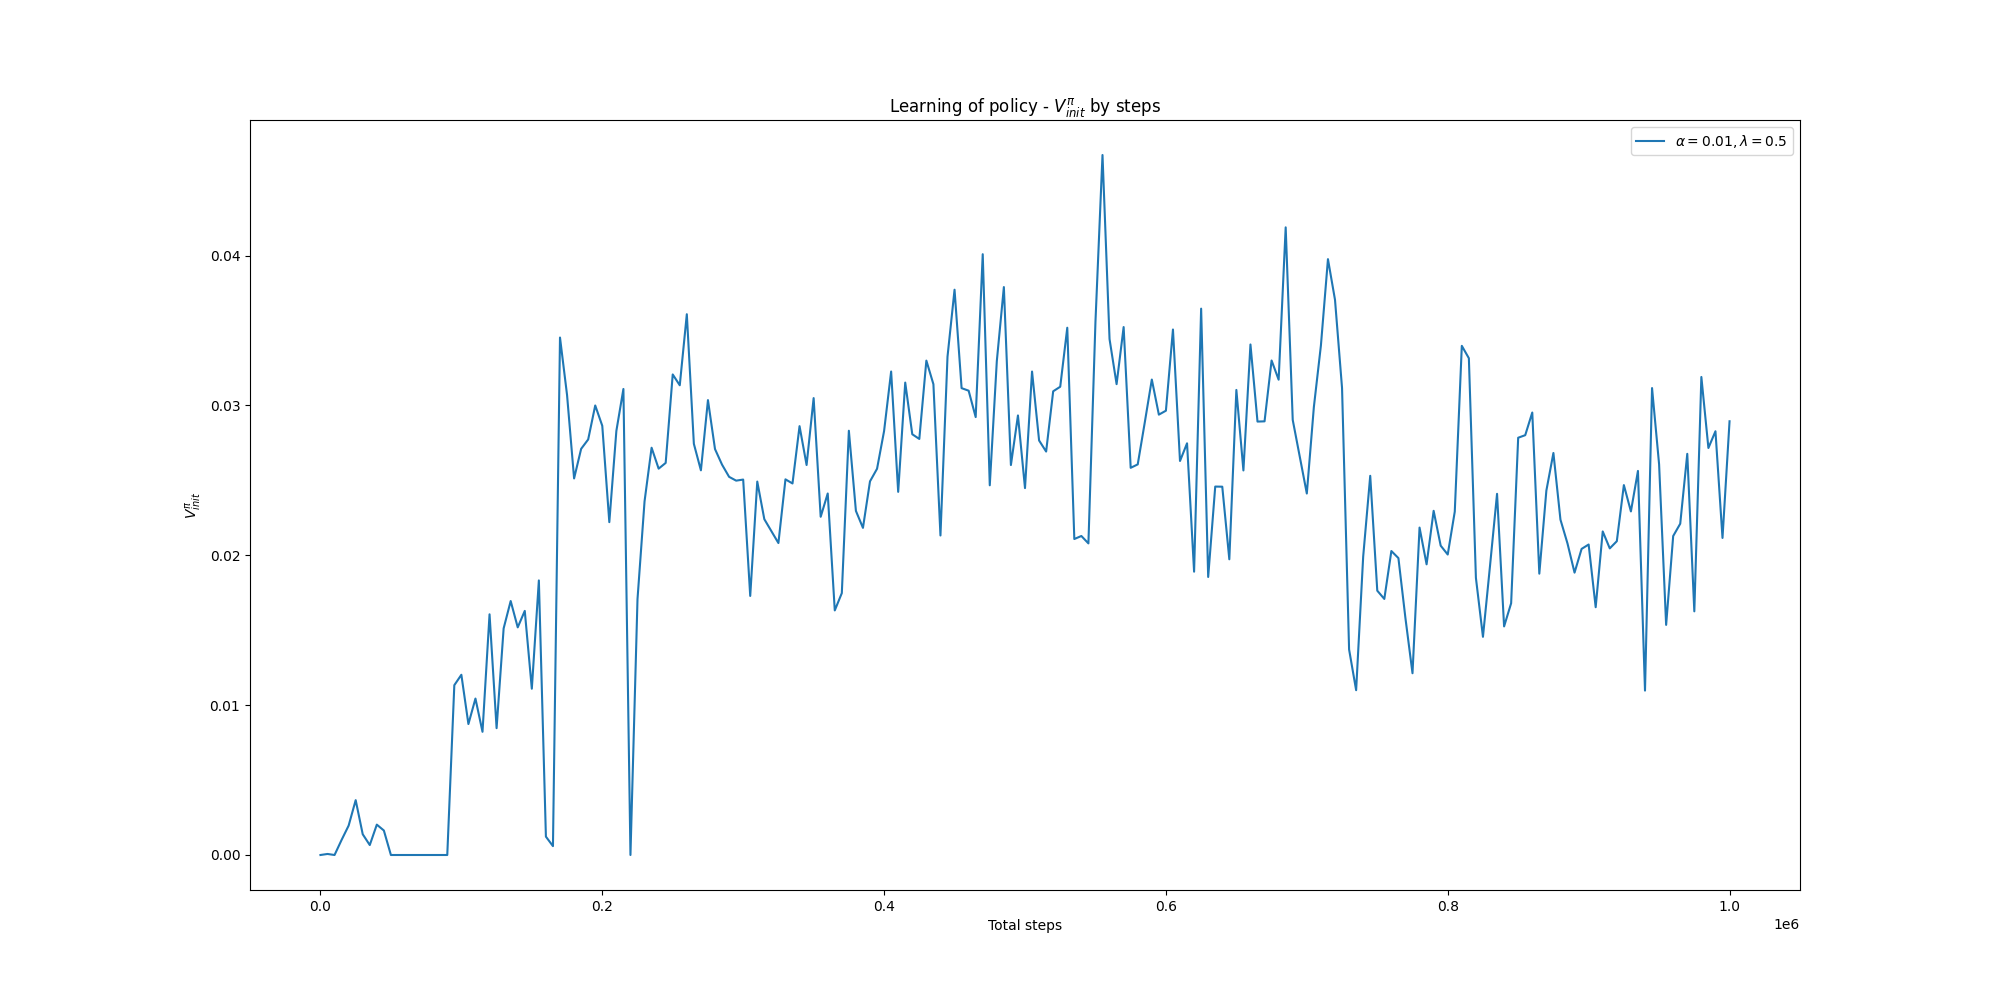 Learning of policy - $V^{\pi}_{init}$ by steps
α = 0.01, λ = 0.5
0.04
0.03
0.02
0.01
0.00
$V^{\pi}_{init}$
0.0 0.2 0.4 0.6 0.8 1.0
Total steps
1e6